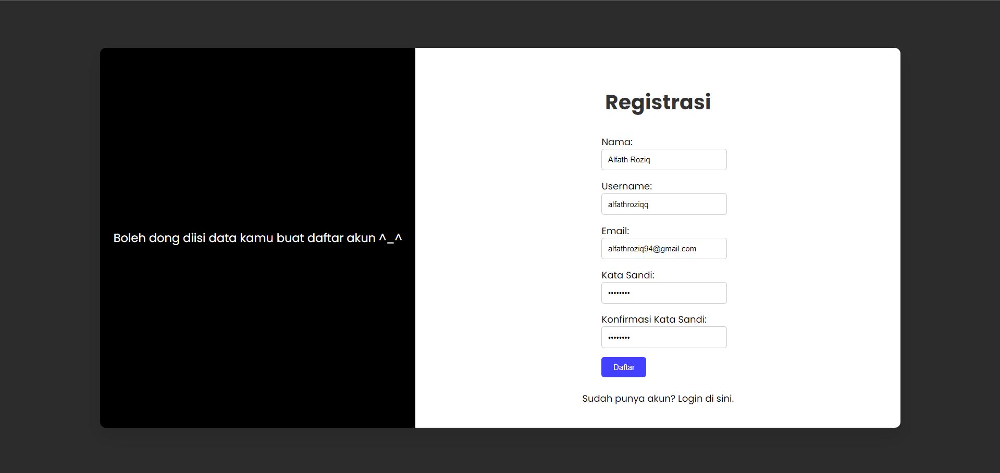 Boleh dong diisi data kamu buat daftar akun ^_^
Registrasi
Nama:
Alfath Roziq
Username:
alfathroziqq
Email:
alfathroziq94@gmail.com
Kata Sandi:
••••••••
Konfirmasi Kata Sandi:
••••••••
Daftar
Sudah punya akun? Login di sini.